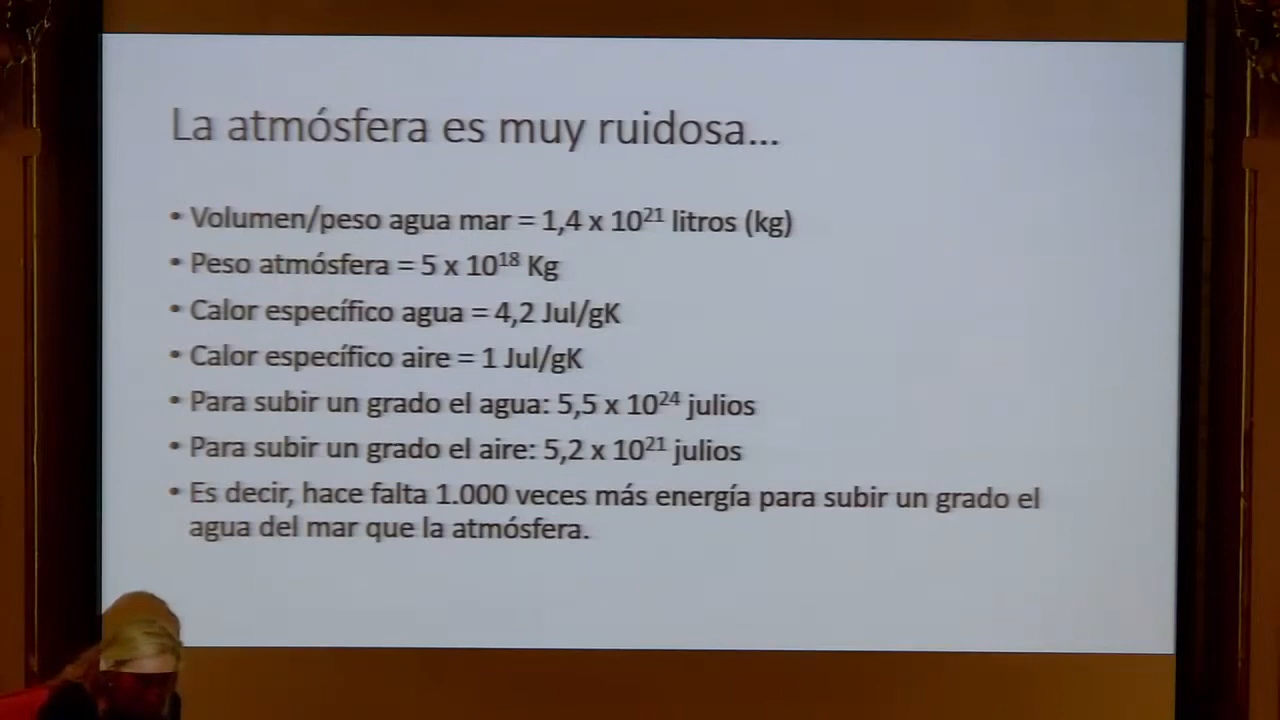 La atmósfera es muy ruidosa...
• Volumen/peso agua mar = 1,4 x 10²¹ litros (kg)
• Peso atmósfera = 5 x 10¹⁸ Kg
• Calor específico agua = 4,2 Jul/gK
• Calor específico aire = 1 Jul/gK
• Para subir un grado el agua: 5,5 x 10²⁴ julios
• Para subir un grado el aire: 5,2 x 10²¹ julios
• Es decir, hace falta 1.000 veces más energía para subir un grado el
agua del mar que la atmósfera.